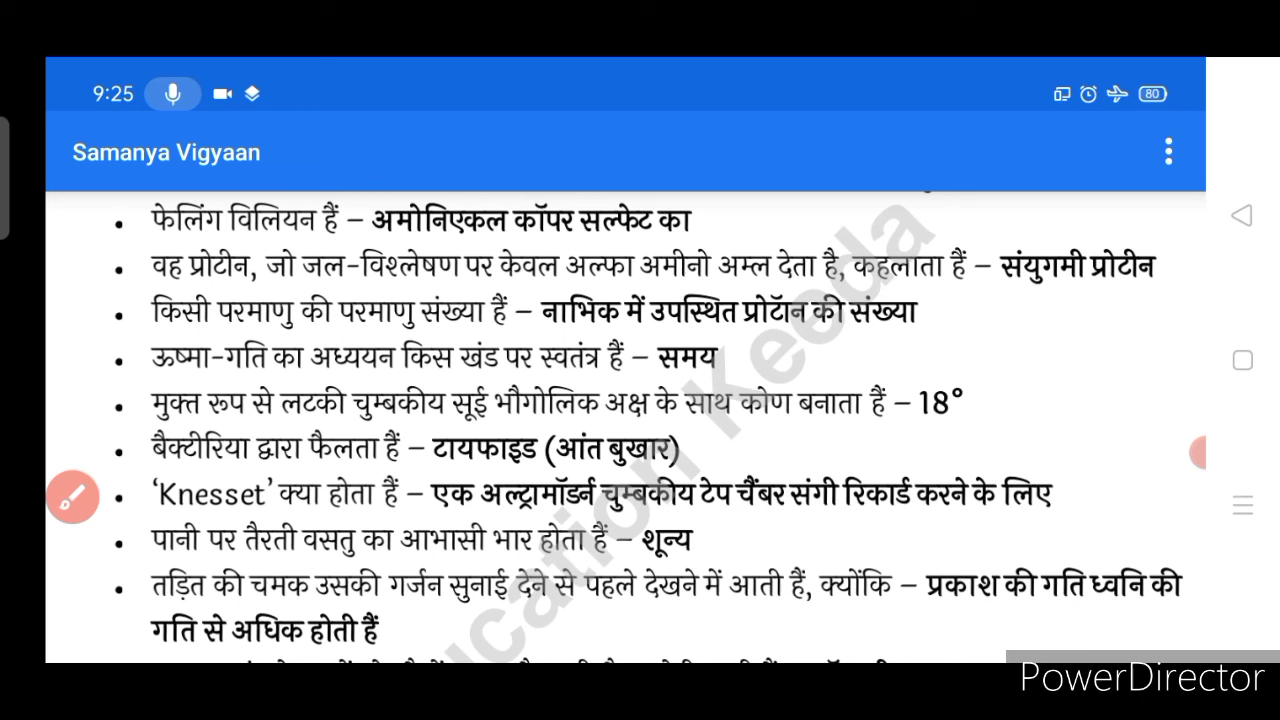 9:25
80
Samanya Vigyaan
• फेलिंग विलियन हैं – अमोनिएकल कॉपर सल्फेट का
• वह प्रोटीन, जो जल-विश्लेषण पर केवल अल्फा अमीनो अम्ल देता है, कहलाता हैं – संयुगमी प्रोटीन
• किसी परमाणु की परमाणु संख्या हैं – नाभिक में उपस्थित प्रोटॉन की संख्या
• ऊष्मा-गति का अध्ययन किस खंड पर स्वतंत्र हैं – समय
• मुक्त रूप से लटकी चुम्बकीय सूई भौगोलिक अक्ष के साथ कोण बनाता हैं – 18°
• बैक्टीरिया द्वारा फैलता हैं – टायफाइड (आंत बुखार)
• ‘Knesset’ क्या होता हैं – एक अल्ट्रामॉडर्न चुम्बकीय टेप चैंबर संगी रिकार्ड करने के लिए
• पानी पर तैरती वसतु का आभासी भार होता हैं – शून्य
• तड़ित की चमक उसकी गर्जन सुनाई देने से पहले देखने में आती हैं, क्योंकि – प्रकाश की गति ध्वनि की
गति से अधिक होती हैं
ucation Keeda
PowerDirector